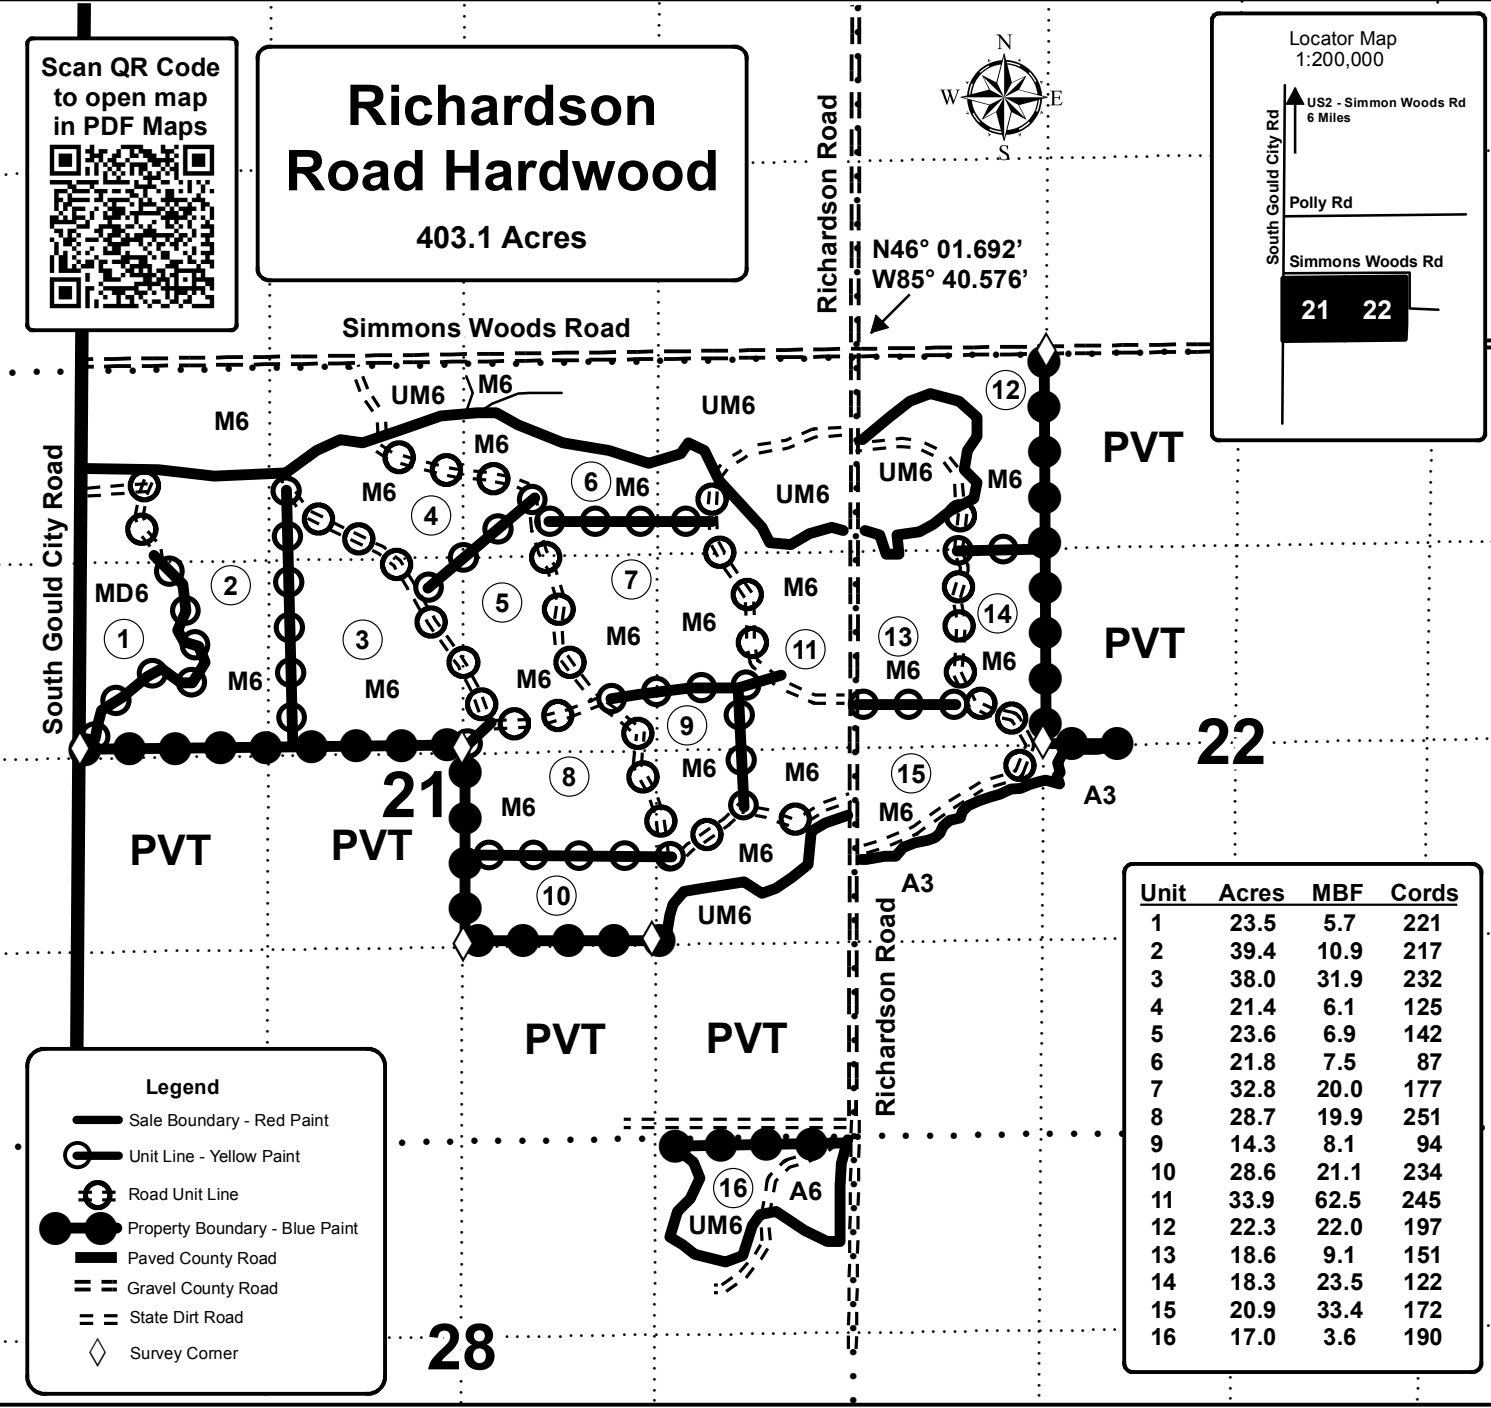 Scan QR Code
to open map
in PDF Maps
Richardson
Road Hardwood
403.1 Acres
Richardson Road
N
W E
S
N46° 01.692’
W85° 40.576’
Locator Map
1:200,000
South Gould City Rd
US2 - Simmon Woods Rd
6 Miles
Polly Rd
Simmons Woods Rd
21 22
Simmons Woods Road
South Gould City Road
M6
UM6
M6
UM6
12
PVT
M6
6
M6
M6
4
UM6
UM6
M6
MD6
2
1
M6
3
M6
5
7
M6
M6
M6
M6
11
13
M6
14
M6
PVT
9
M6
8
M6
M6
15
M6
22
A3
21
PVT
PVT
M6
10
UM6
A3
Richardson Road
PVT
PVT
16
A6
UM6
28
Legend
Sale Boundary - Red Paint
Unit Line - Yellow Paint
Road Unit Line
Property Boundary - Blue Paint
Paved County Road
Gravel County Road
State Dirt Road
Survey Corner
Unit Acres MBF Cords
1 23.5 5.7 221
2 39.4 10.9 217
3 38.0 31.9 232
4 21.4 6.1 125
5 23.6 6.9 142
6 21.8 7.5 87
7 32.8 20.0 177
8 28.7 19.9 251
9 14.3 8.1 94
10 28.6 21.1 234
11 33.9 62.5 245
12 22.3 22.0 197
13 18.6 9.1 151
14 18.3 23.5 122
15 20.9 33.4 172
16 17.0 3.6 190